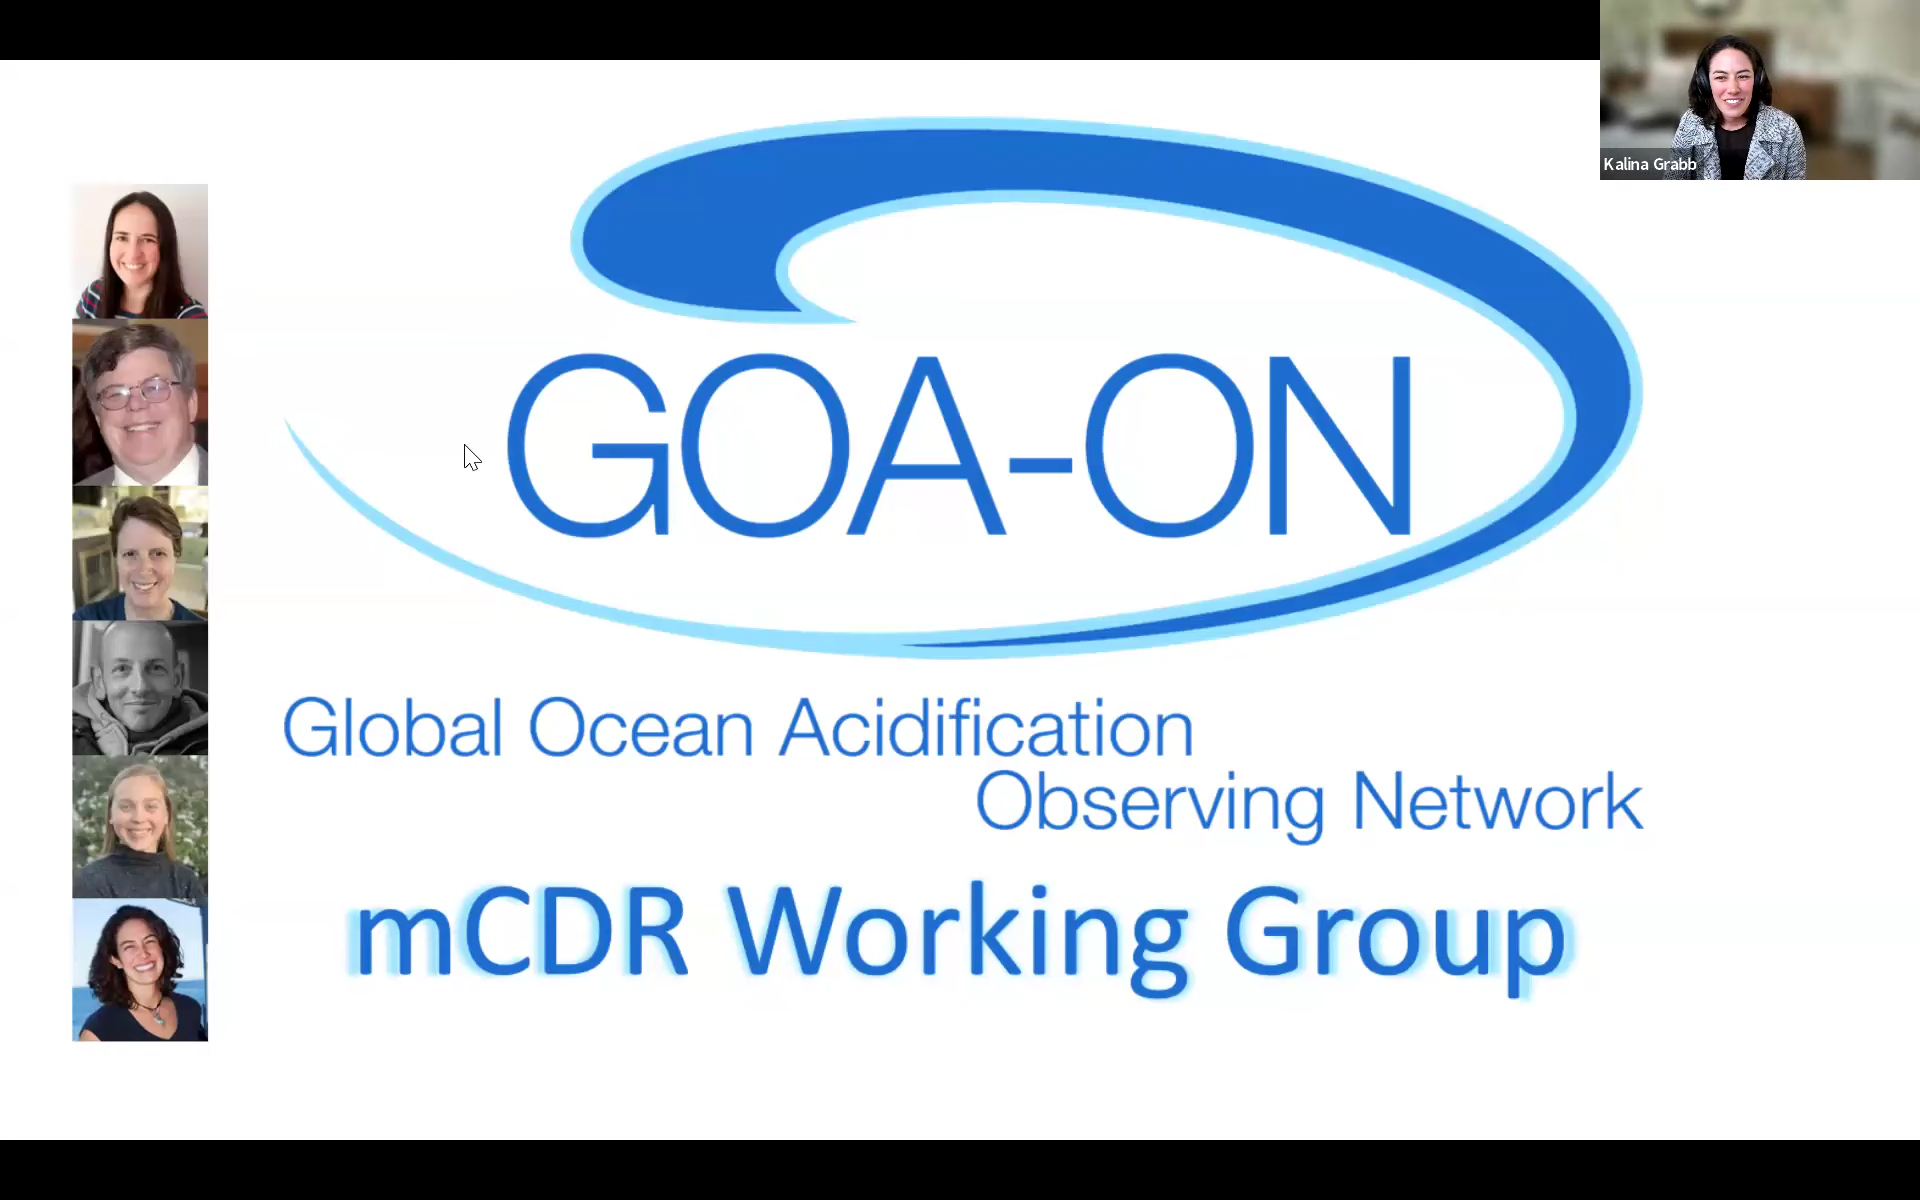 Kalina Grabb
GOA-ON
Global Ocean Acidification
Observing Network
mCDR Working Group